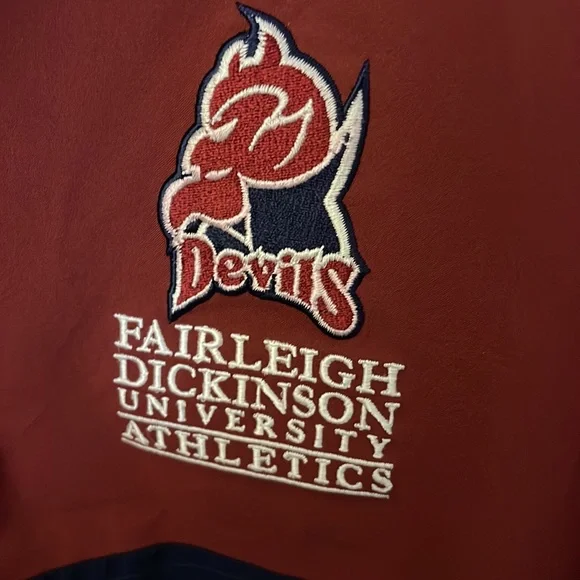 Devils
FAIRLEIGH
DICKINSON
UNIVERSITY
ATHLETICS